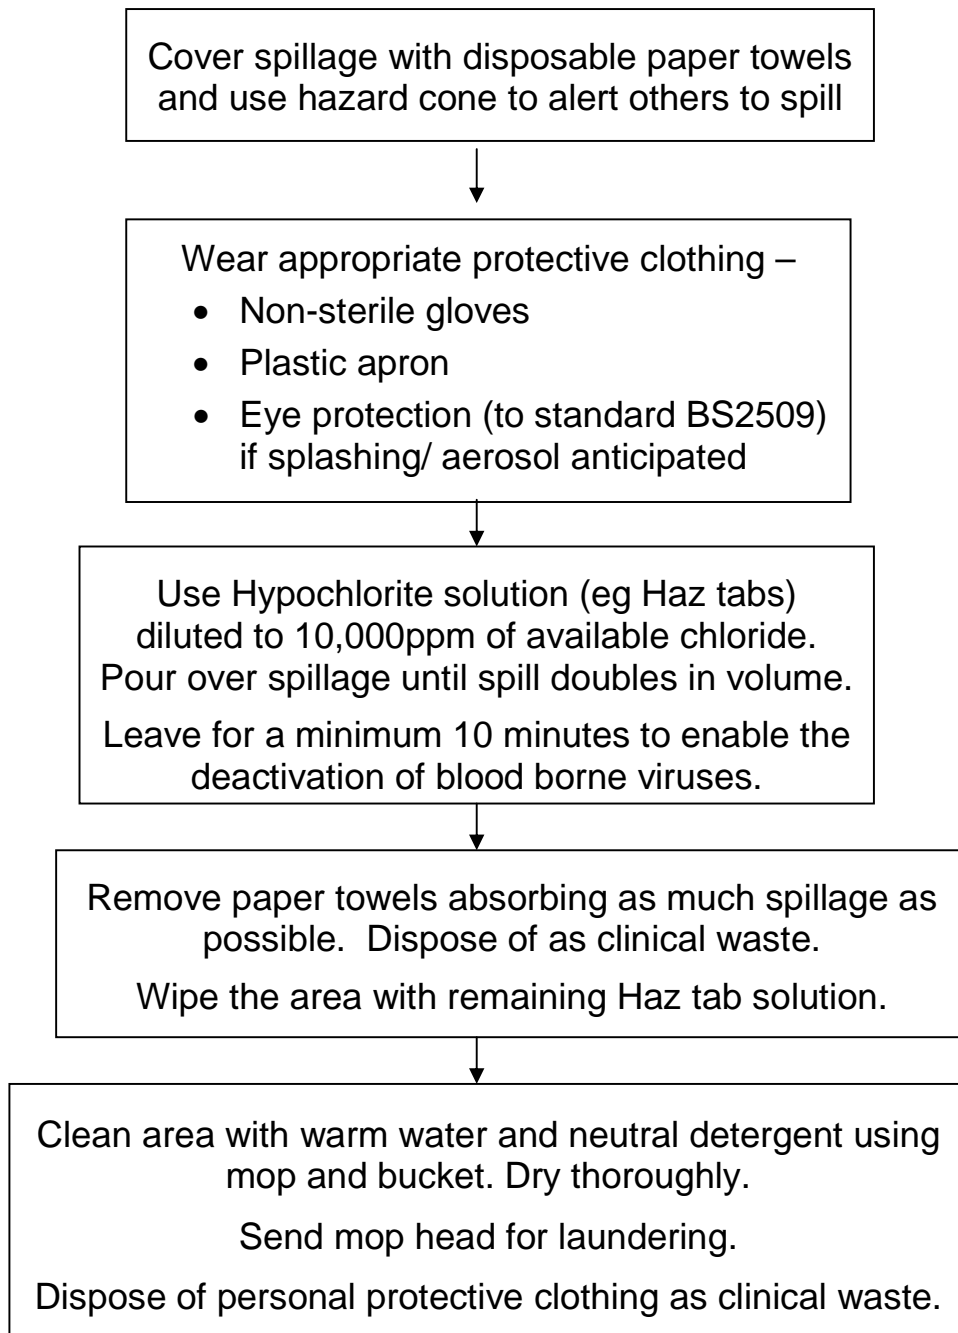 Cover spillage with disposable paper towels
and use hazard cone to alert others to spill
Wear appropriate protective clothing –
• Non-sterile gloves
• Plastic apron
• Eye protection (to standard BS2509)
if splashing/ aerosol anticipated
Use Hypochlorite solution (eg Haz tabs)
diluted to 10,000ppm of available chloride.
Pour over spillage until spill doubles in volume.
Leave for a minimum 10 minutes to enable the
deactivation of blood borne viruses.
Remove paper towels absorbing as much spillage as
possible.  Dispose of as clinical waste.
Wipe the area with remaining Haz tab solution.
Clean area with warm water and neutral detergent using
mop and bucket. Dry thoroughly.
Send mop head for laundering.
Dispose of personal protective clothing as clinical waste.